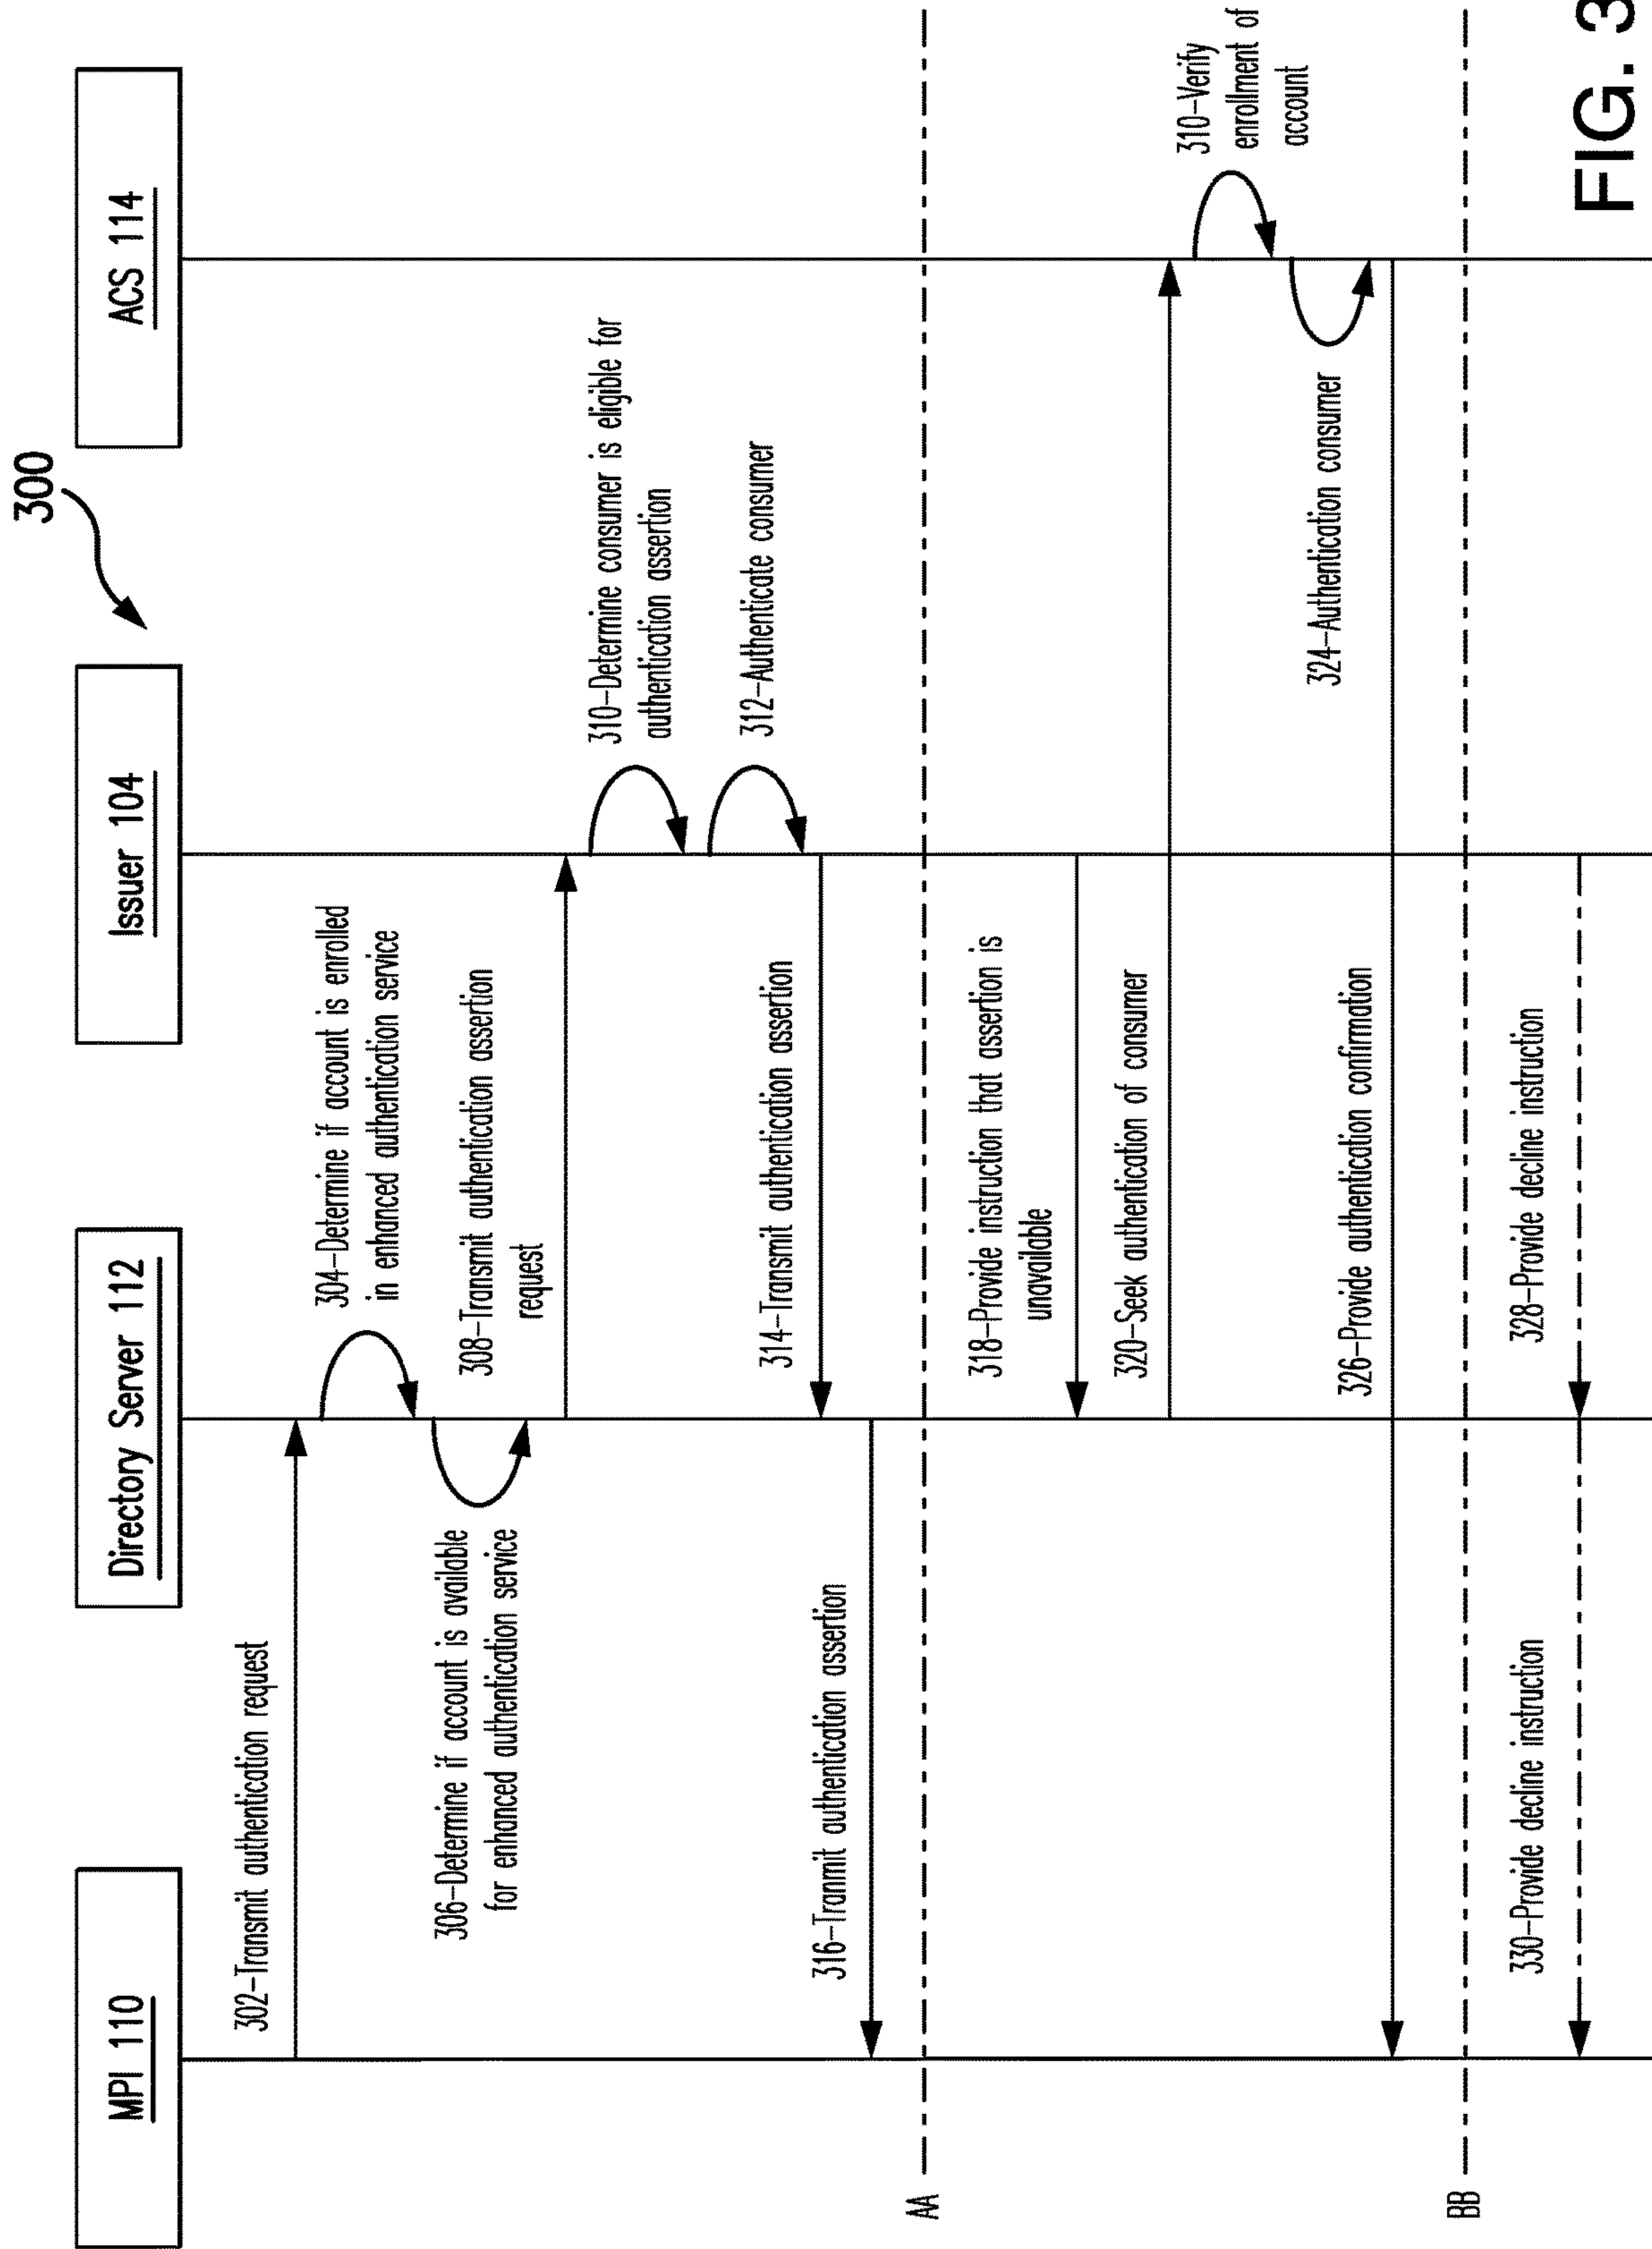 300
MPI 110
Directory Server 112
Issuer 104
ACS 114
302–Transmit authentication request
304–Determine if account is enrolled
in enhanced authentication service
306–Determine if account is available
for enhanced authentication service
308–Transmit authentication assertion
request
310–Determine consumer is eligible for
authentication assertion
312–Authenticate consumer
314–Transmit authentication assertion
316–Tranmit authentication assertion
AA
318–Provide instruction that assertion is
unavailable
320–Seek authentication of consumer
310–Verify
enrollment of
account
324–Authentication consumer
326–Provide authentication confirmation
BB
328–Provide decline instruction
330–Provide decline instruction
FIG. 3